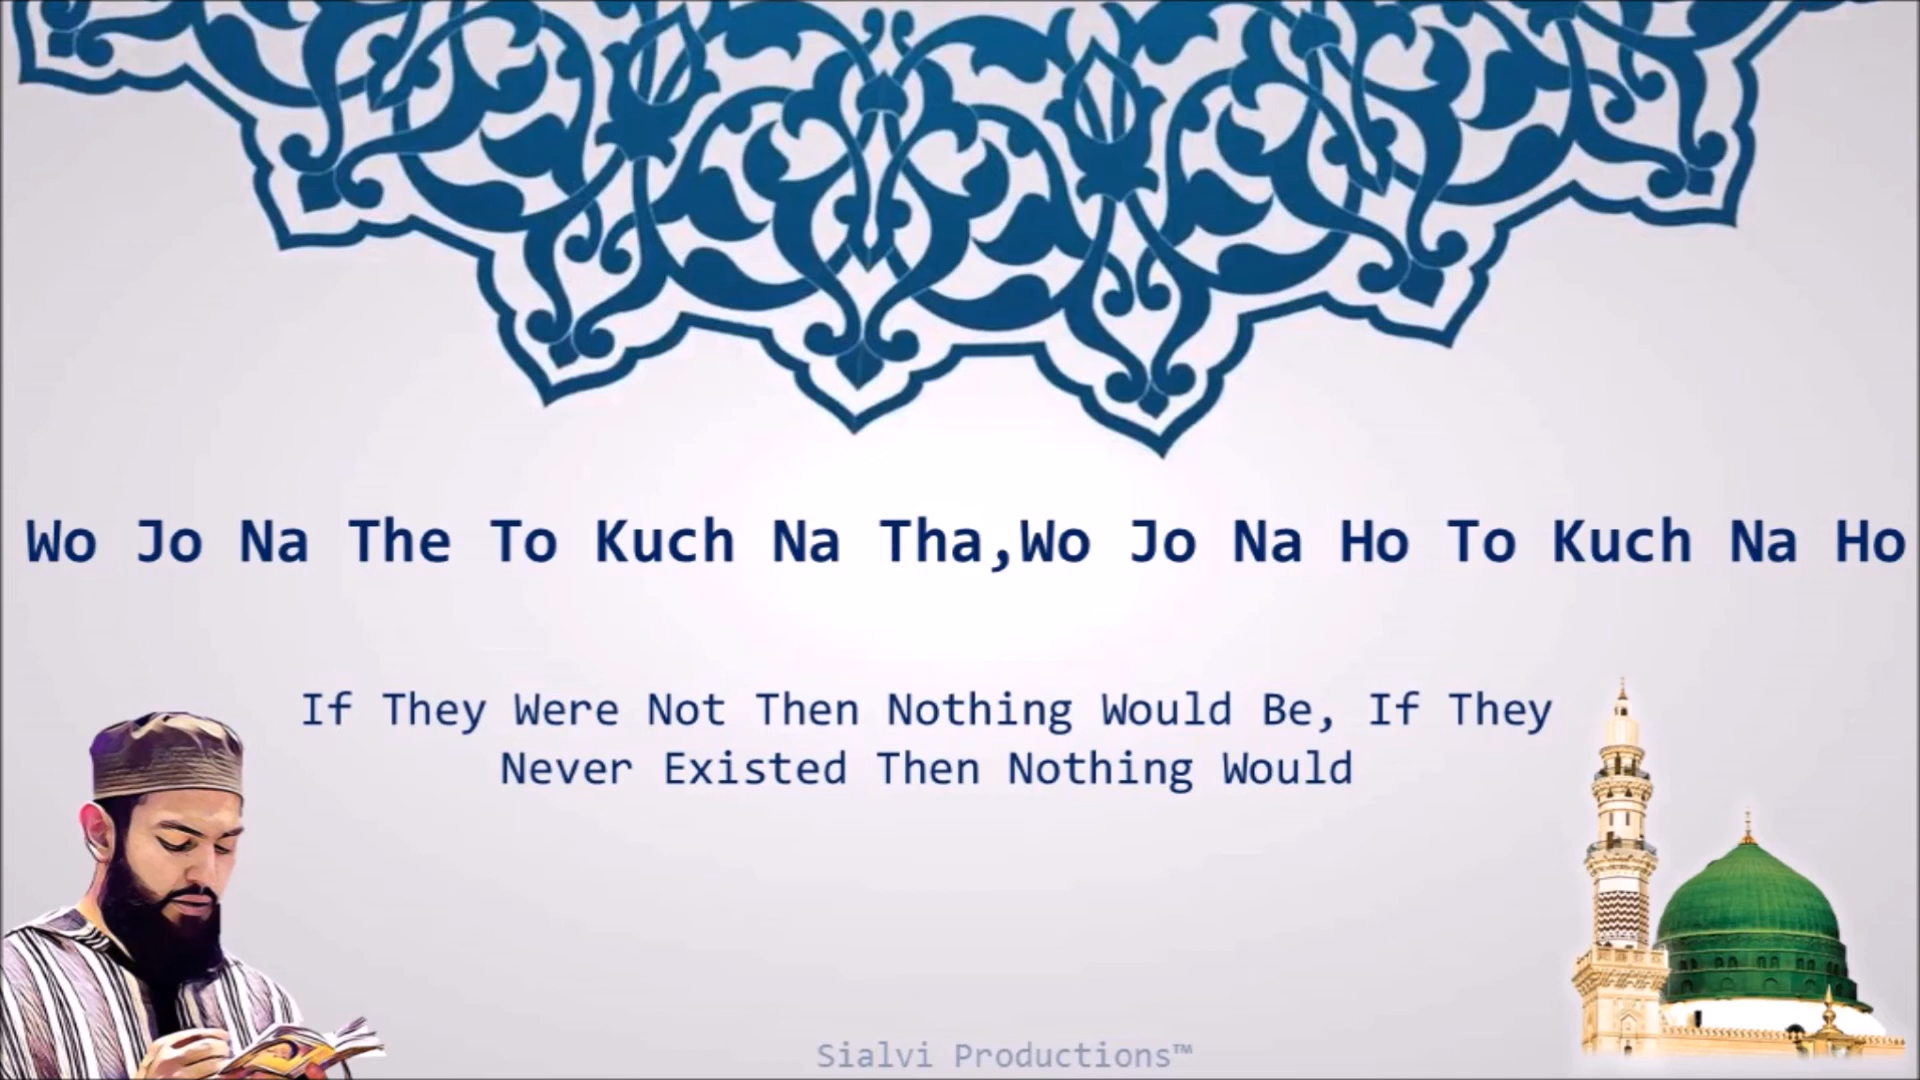 Wo Jo Na The To Kuch Na Tha,Wo Jo Na Ho To Kuch Na Ho
If They Were Not Then Nothing Would Be, If They
Never Existed Then Nothing Would
Sialvi Productions™